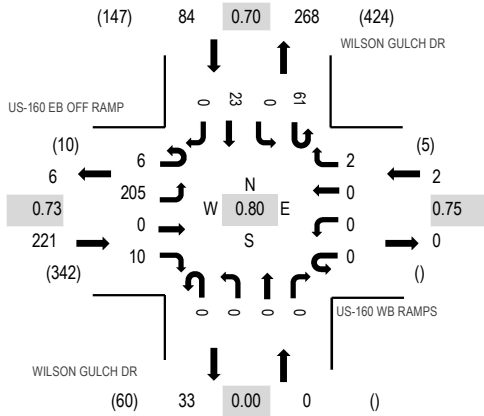 (147) 84 0.70 268 (424)
WILSON GULCH DR
US-160 EB OFF RAMP
0 23 0 61
(10) (5)
6 6 2 2
205 0
N
0.73 W 0.80 E 0.75
0 0
221 0
S
10 0
(342) ()
0 0 0 0
US-160 WB RAMPS
WILSON GULCH DR
(60) 33 0.00 0 ()